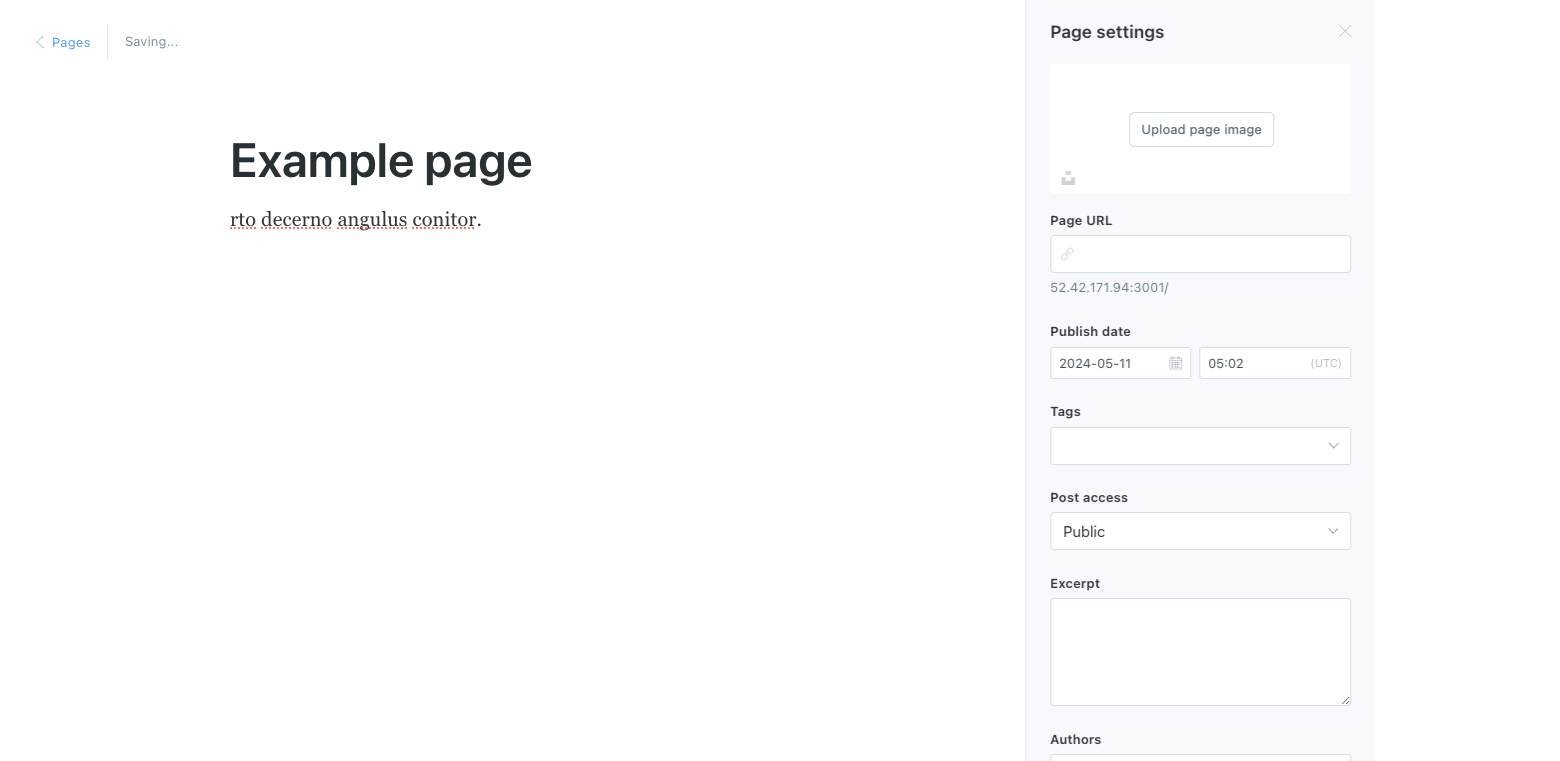 Pages
Saving...
Example page
rto decerno angulus conitor.
Page settings
Upload page image
Page URL
52.42.171.94:3001/
Publish date
2024-05-11
05:02 (UTC)
Tags
Post access
Public
Excerpt
Authors